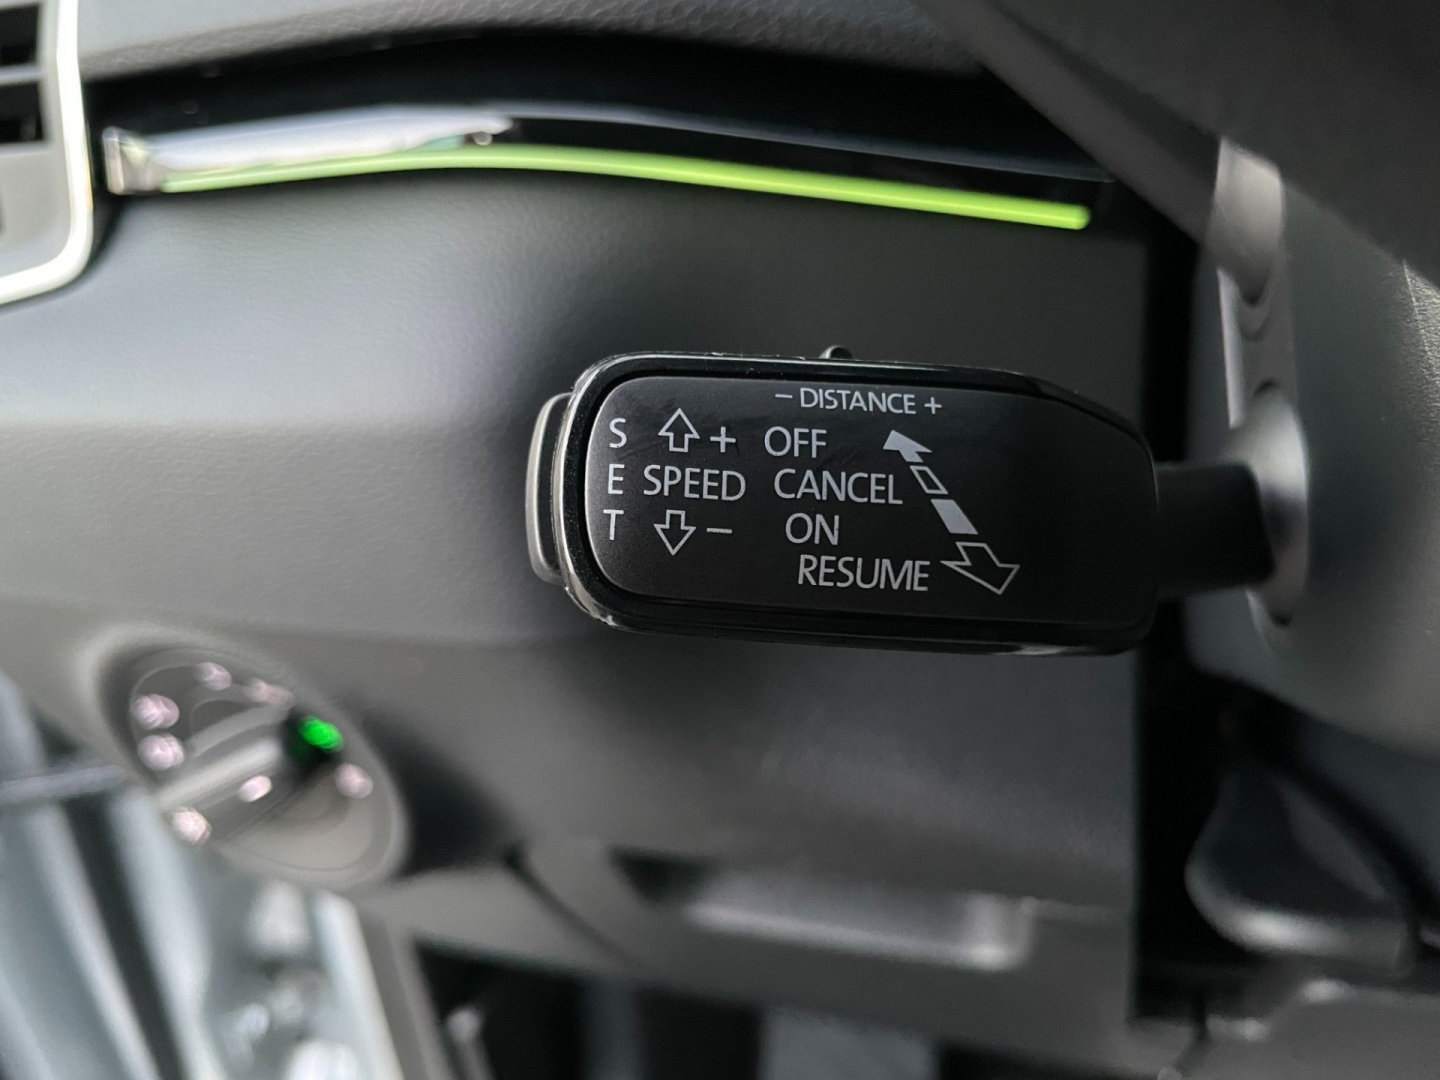 – DISTANCE +
S + OFF
E SPEED CANCEL
T – ON
RESUME